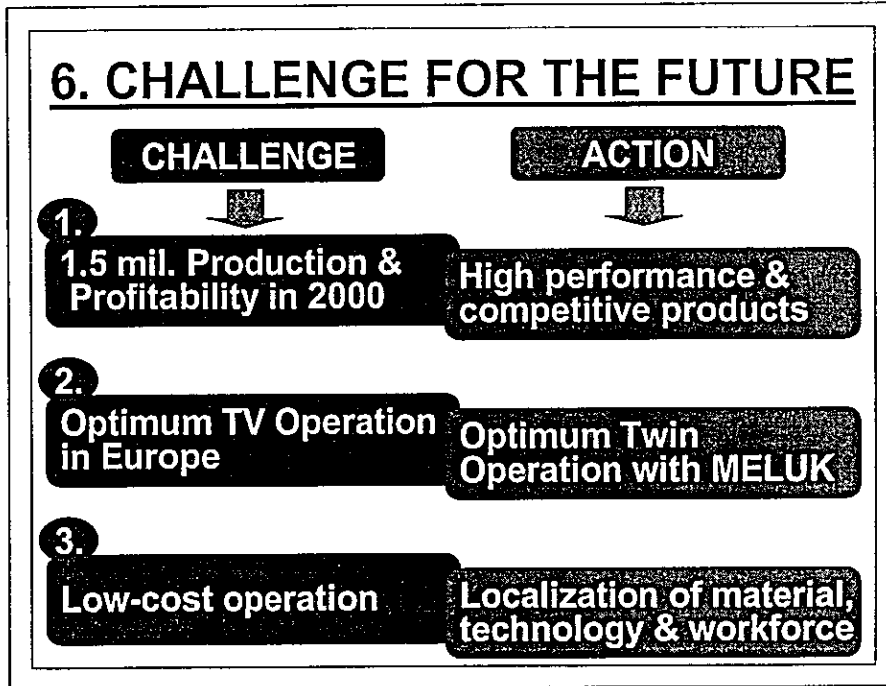 6. CHALLENGE FOR THE FUTURE
CHALLENGE
ACTION
1.
1.5 mil. Production &
Profitability in 2000
High performance &
competitive products
2.
Optimum TV Operation
in Europe
Optimum Twin
Operation with MELUK
3.
Low-cost operation
Localization of material,
technology & workforce